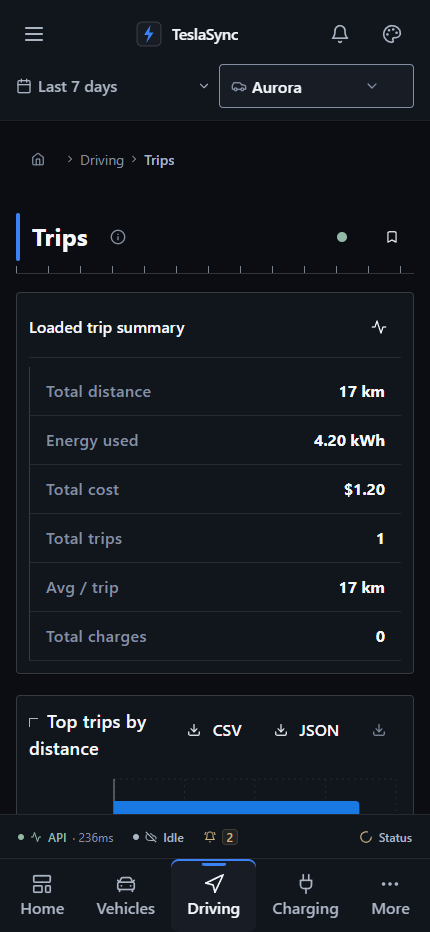 TeslaSync
Last 7 days
Aurora
Driving
Trips
Trips
Loaded trip summary
Total distance 17 km
Energy used 4.20 kWh
Total cost $1.20
Total trips 1
Avg / trip 17 km
Total charges 0
Top trips by distance
CSV JSON
API · 236ms Idle 2 Status
Home Vehicles Driving Charging More